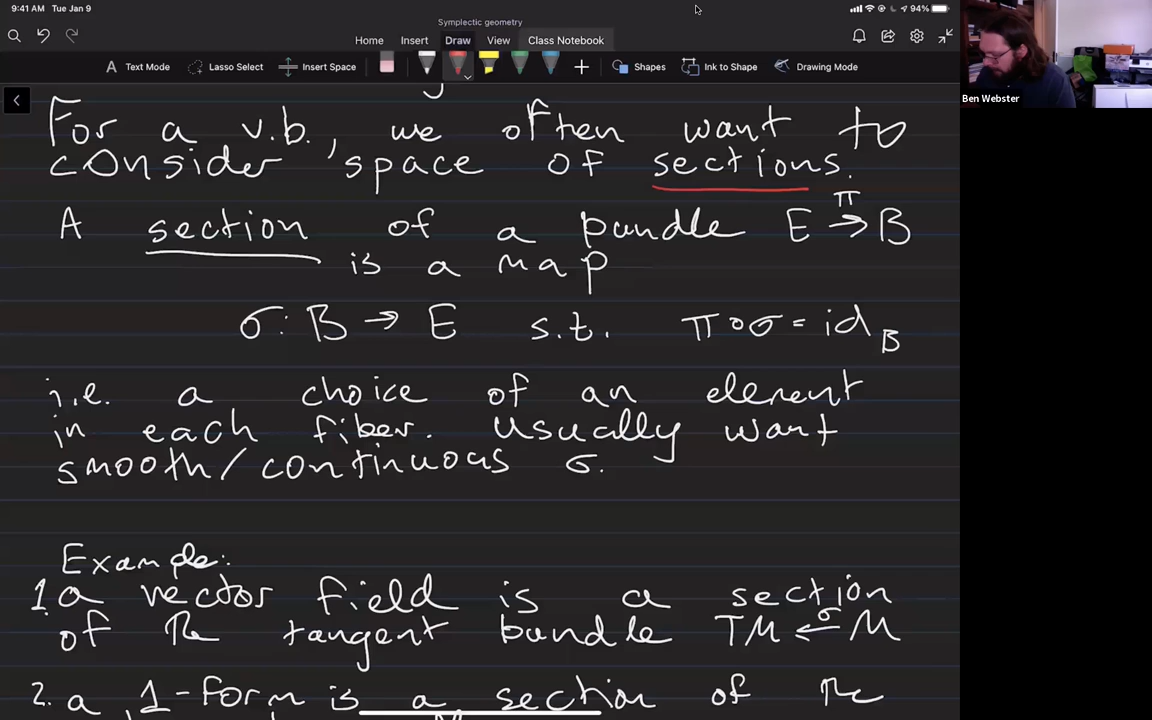 9:41 AM Tue Jan 9
94%
Symplectic geometry
Home Insert Draw View Class Notebook
Text Mode Lasso Select Insert Space Shapes Ink to Shape Drawing Mode
Ben Webster
For a v.b., we often want to
consider space of sections.
A section of a bundle E →π B
is a map
σ: B → E s.t. π∘σ = id_B
i.e. a choice of an element
in each fiber. Usually want
smooth/continuous σ.
Example:
1. a vector field is a section
of the tangent bundle TM ←σ M
2. a 1-form is a section of the